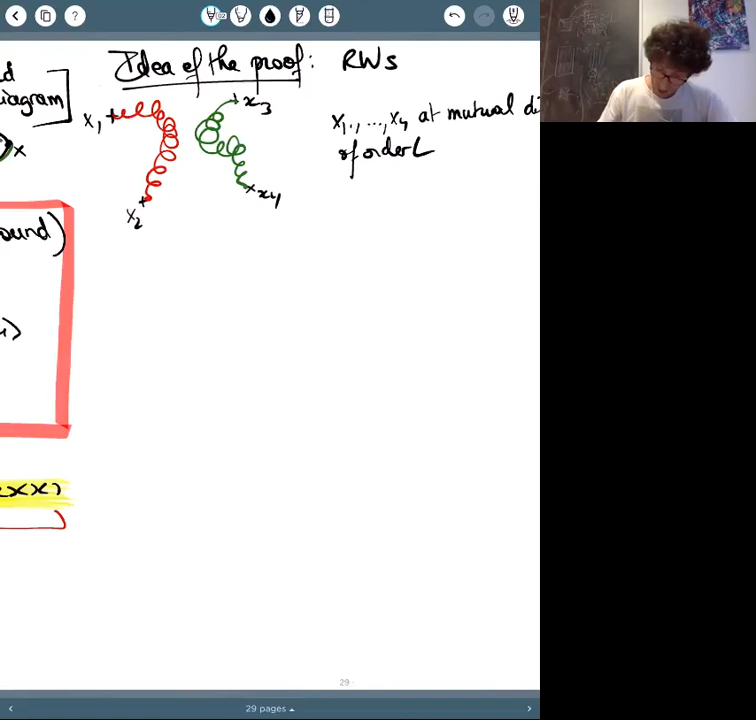 Idea of the proof: RWs
iagram
x1
x3
x1, ..., x4 at mutual di
of order L
x
x2
x4
ound)
29
29 pages